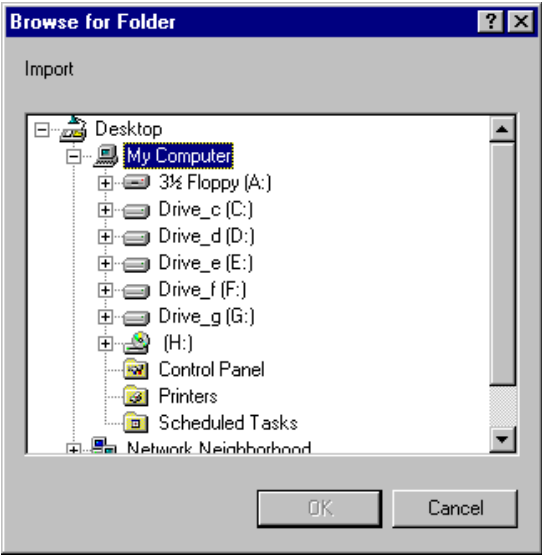 Browse for Folder
Import
Desktop
My Computer
3½ Floppy (A:)
Drive_c (C:)
Drive_d (D:)
Drive_e (E:)
Drive_f (F:)
Drive_g (G:)
(H:)
Control Panel
Printers
Scheduled Tasks
Network Neighborhood
OK Cancel